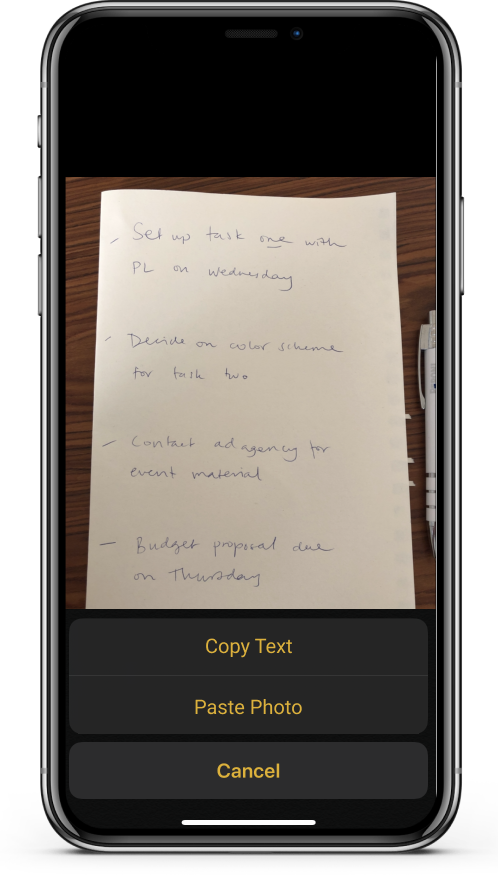 - Set up task one with
PL on Wednesday
- Decide on color scheme
for task two
- Contact ad agency for
event material
- Budget proposal due
on Thursday
Copy Text
Paste Photo
Cancel